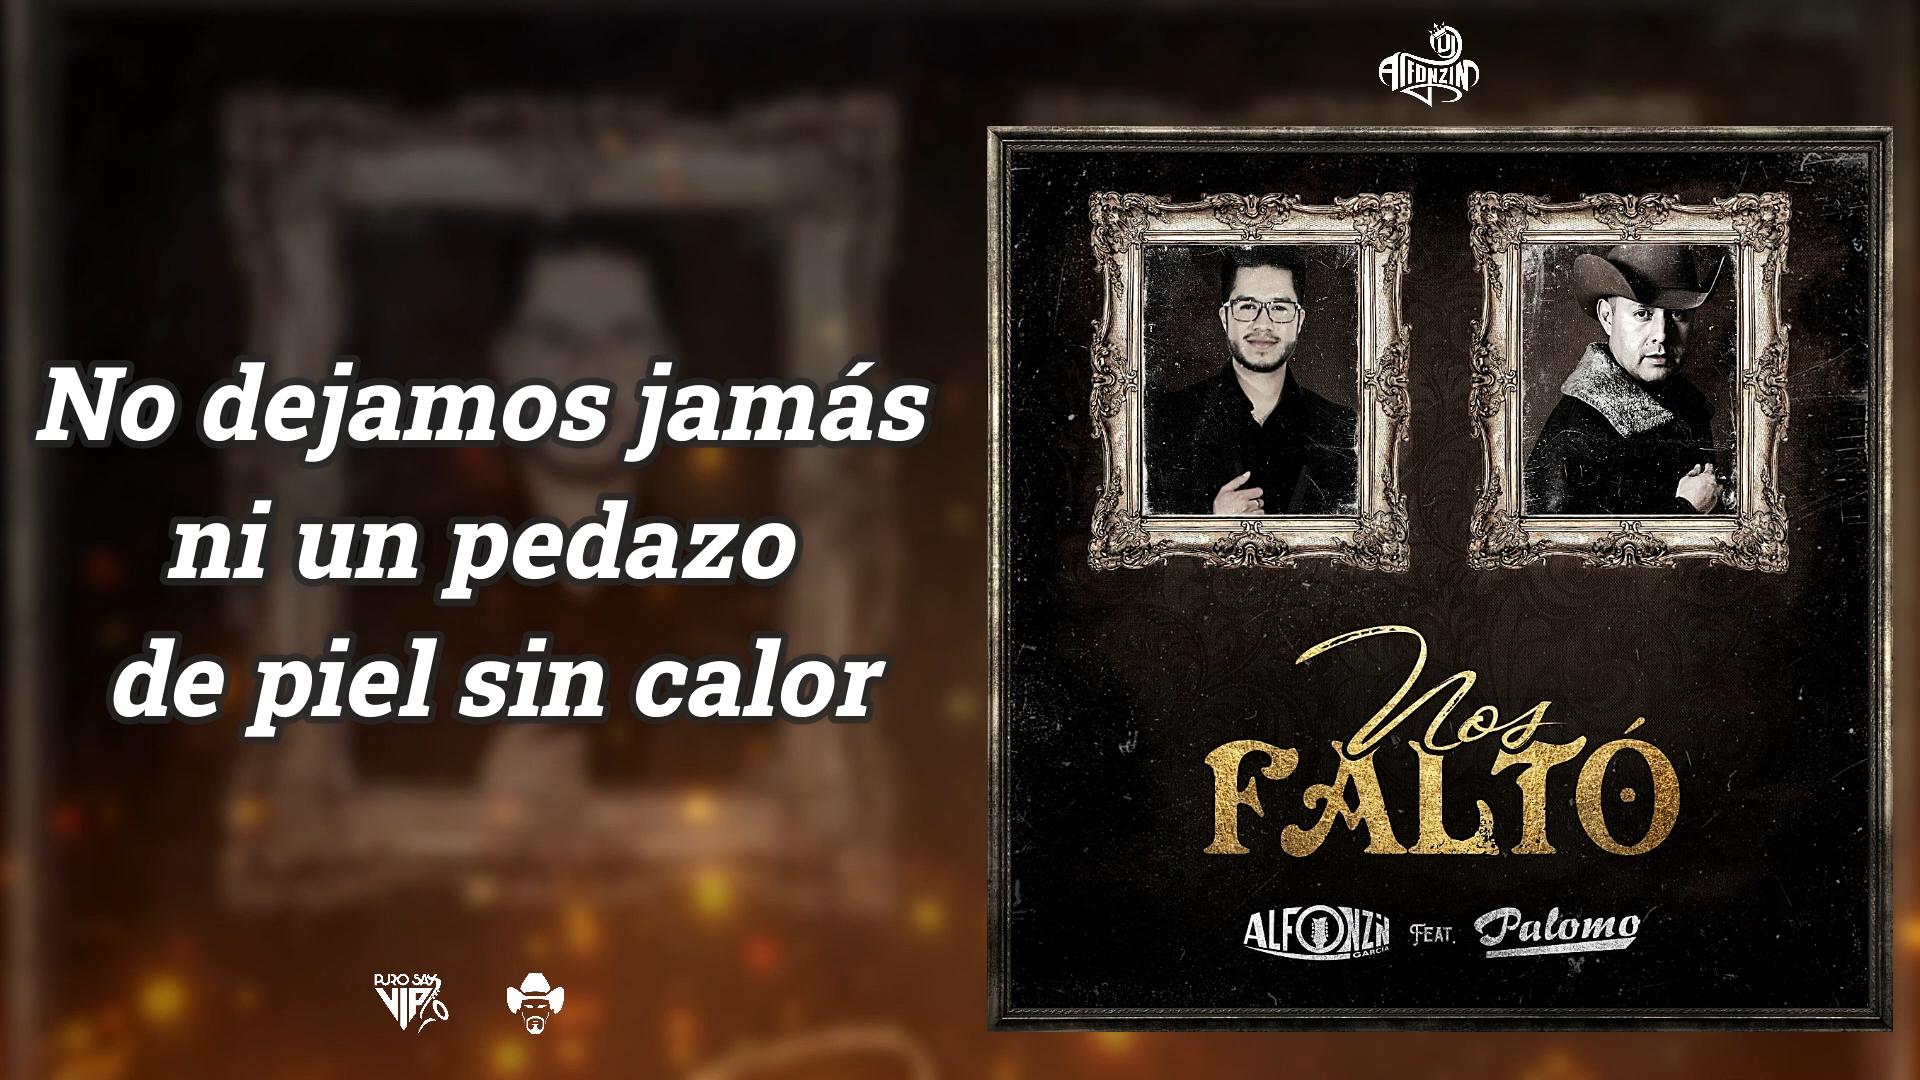 DJ
ALFONZIN
No dejamos jamás
ni un pedazo
de piel sin calor
Nos
FALTÓ
ALFONZIN GARCIA FEAT. Palomo
PURO SAX
VIP